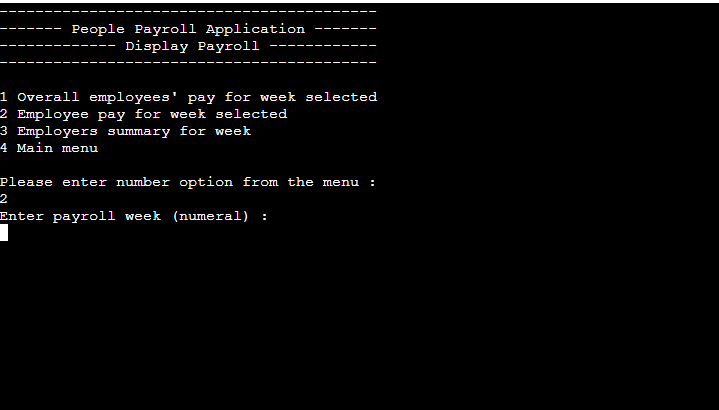 ------------------------------------------
------- People Payroll Application -------
------------- Display Payroll ------------
------------------------------------------
1 Overall employees' pay for week selected
2 Employee pay for week selected
3 Employers summary for week
4 Main menu
Please enter number option from the menu :
2
Enter payroll week (numeral) :